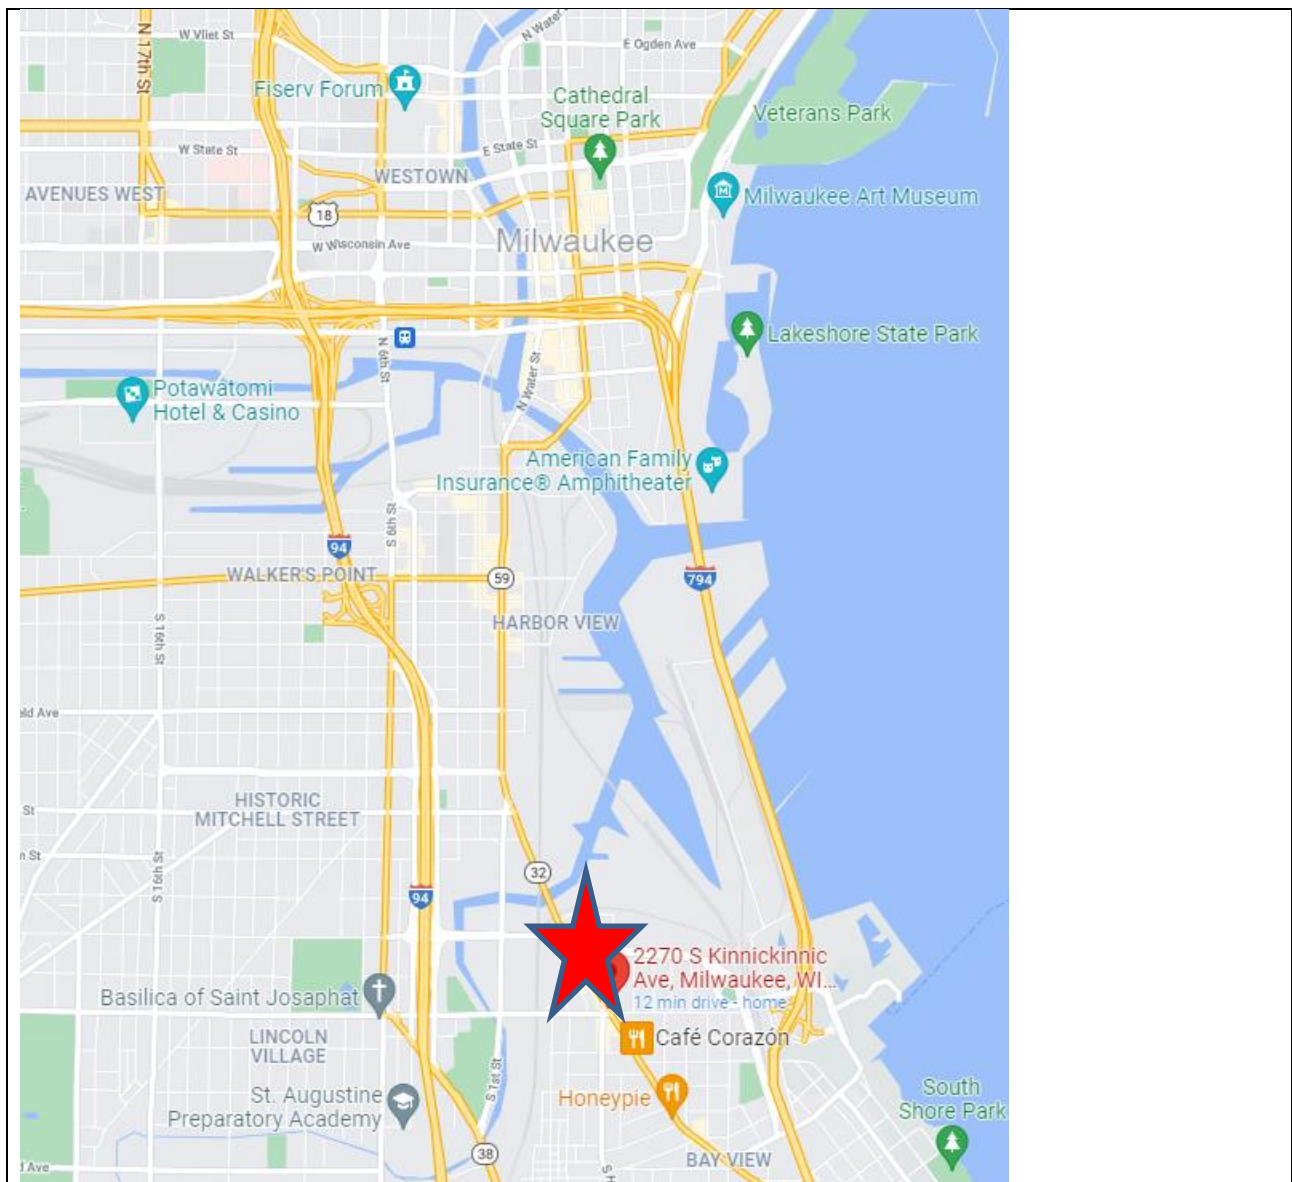 N 17th St
W Vliet St
N Water
E Ogden Ave
Fiserv Forum
Cathedral
Square Park
Veterans Park
W State St
E State St
WESTOWN
AVENUES WEST
18
Milwaukee Art Museum
W Wisconsin Ave
Milwaukee
Lakeshore State Park
N 6th St
N Water St
Potawatomi
Hotel & Casino
American Family
Insurance® Amphitheater
S 6th St
94
WALKER'S POINT
59
794
HARBOR VIEW
S 16th St
eld Ave
HISTORIC
MITCHELL STREET
St
n St
S 16th St
32
94
2270 S Kinnickinnic
Ave, Milwaukee, WI...
12 min drive - home
Basilica of Saint Josaphat
LINCOLN
VILLAGE
Café Corazón
S 1st St
St. Augustine
Preparatory Academy
Honeypie
South
Shore Park
38
BAY VIEW
d Ave
S